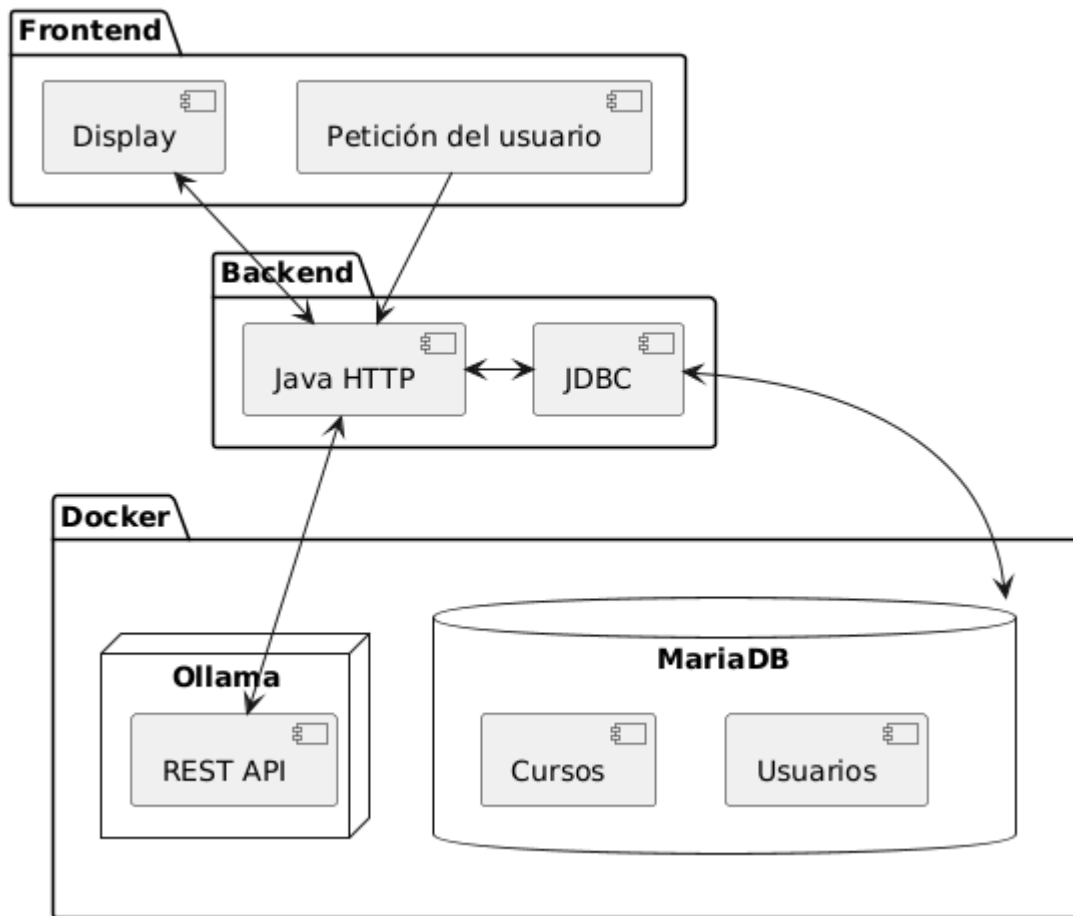 Frontend
Display
Petición del usuario
Backend
Java HTTP
JDBC
Docker
Ollama
MariaDB
REST API
Cursos
Usuarios